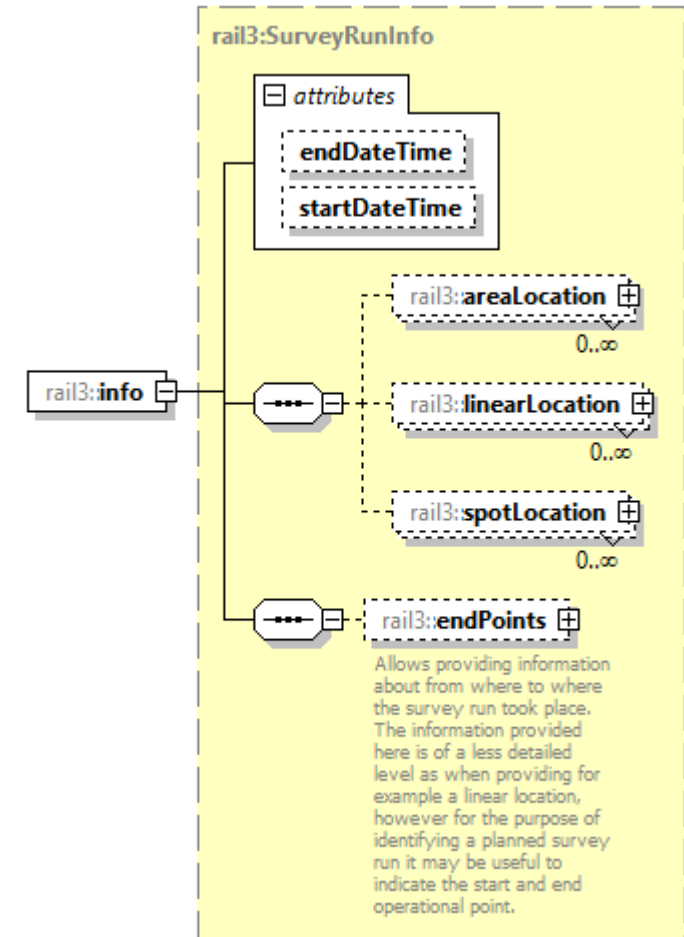 rail3:SurveyRunInfo
attributes
endDateTime
startDateTime
rail3::areaLocation
0..∞
rail3::info
rail3::linearLocation
0..∞
rail3::spotLocation
0..∞
rail3::endPoints
Allows providing information
about from where to where
the survey run took place.
The information provided
here is of a less detailed
level as when providing for
example a linear location,
however for the purpose of
identifying a planned survey
run it may be useful to
indicate the start and end
operational point.